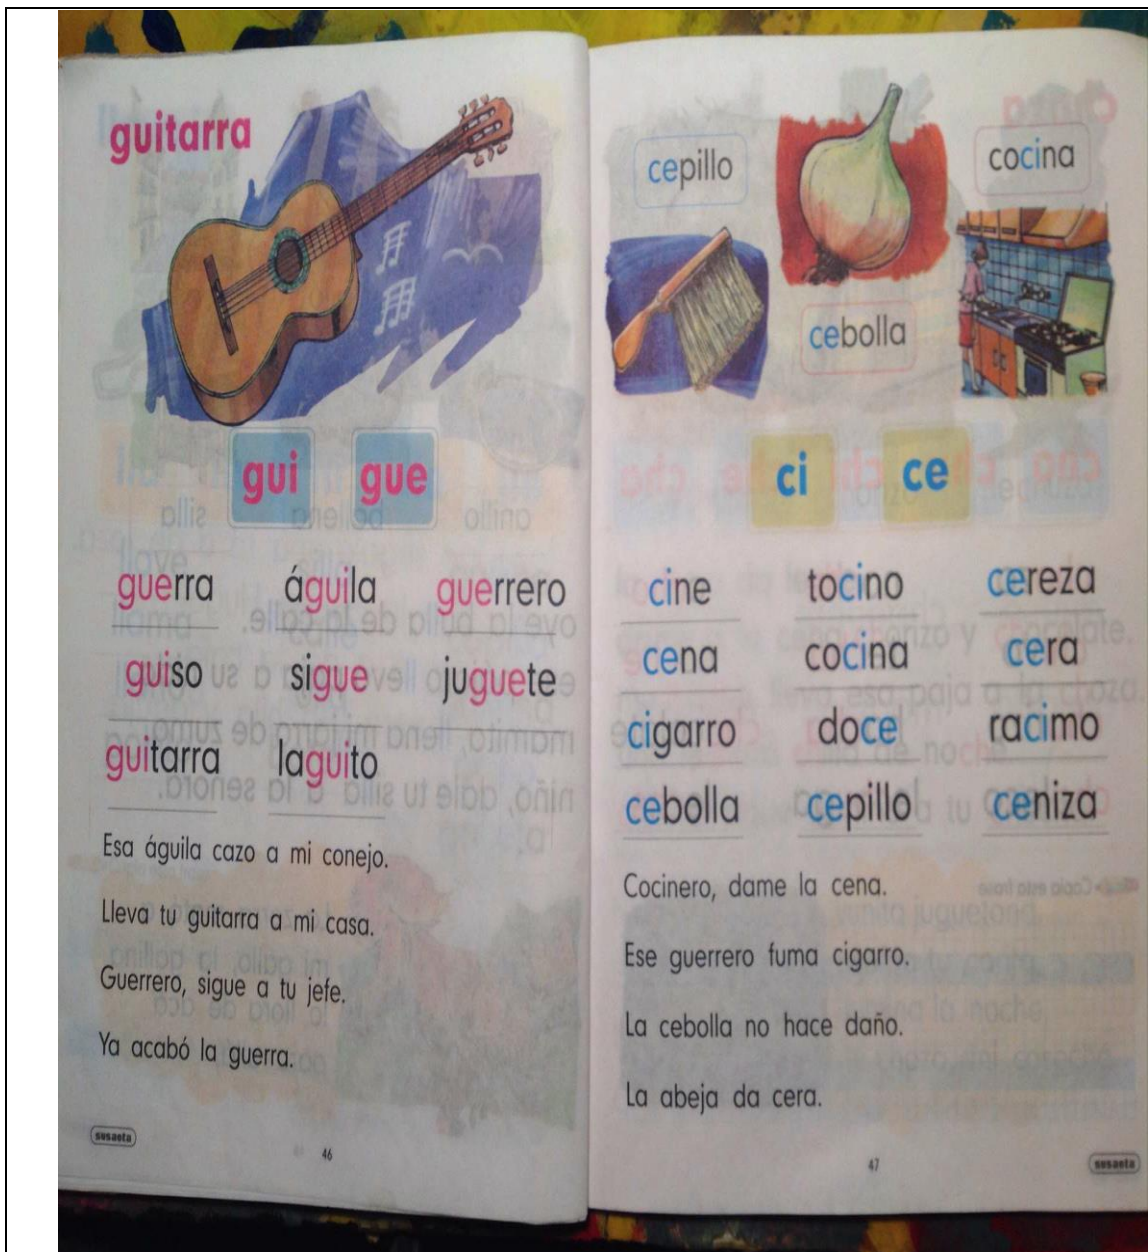 guitarra
gui gue
guerra águila guerrero
guiso sigue juguete
guitarra laguito
Esa águila cazo a mi conejo.
Lleva tu guitarra a mi casa.
Guerrero, sigue a tu jefe.
Ya acabó la guerra.
susaeta
46
cepillo
cocina
cebolla
ci ce
cine tocino cereza
cena cocina cera
cigarro doce racimo
cebolla cepillo ceniza
Cocinero, dame la cena.
Ese guerrero fuma cigarro.
La cebolla no hace daño.
La abeja da cera.
47
susaeta